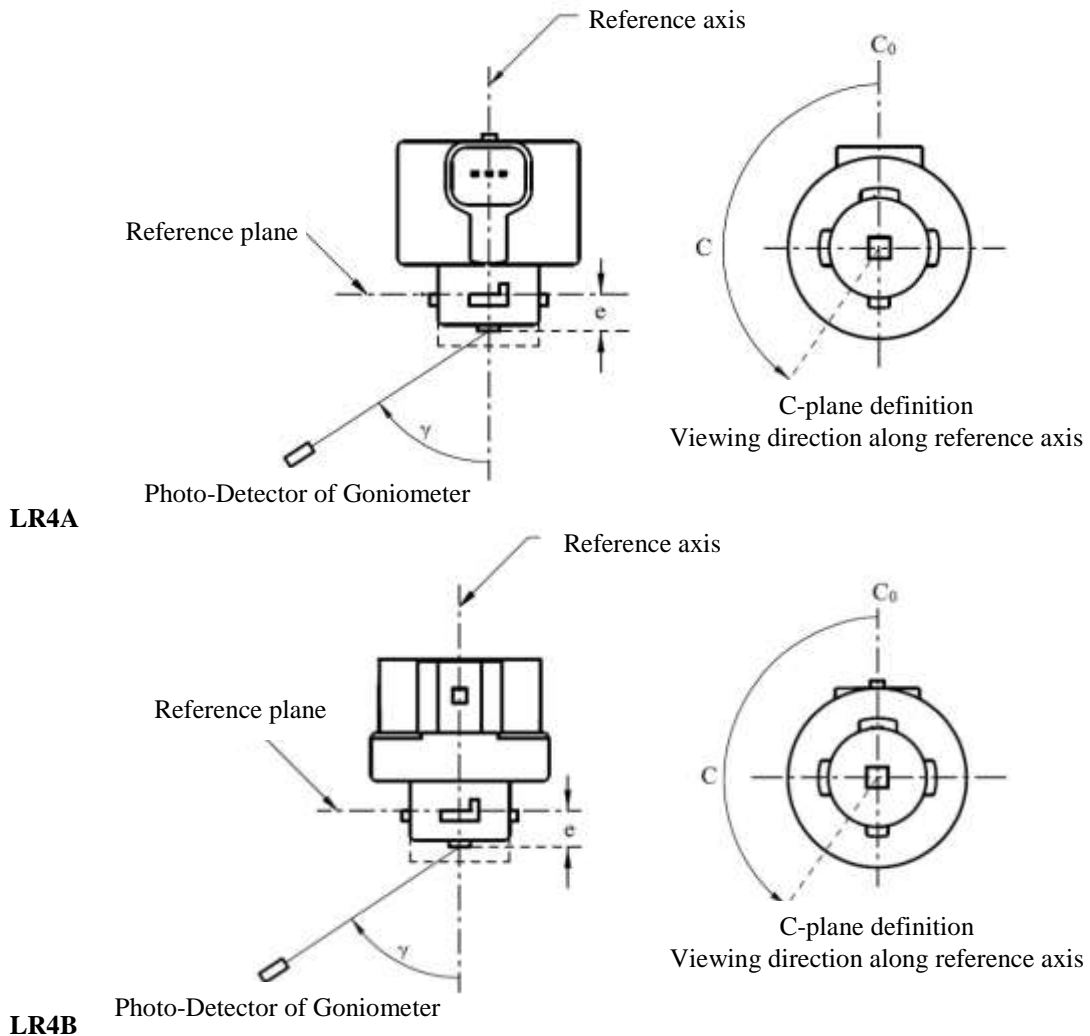 Reference axis
C₀
Reference plane
e
C
γ
C-plane definition
Viewing direction along reference axis
Photo-Detector of Goniometer
LR4A
Reference axis
C₀
Reference plane
e
C
γ
C-plane definition
Viewing direction along reference axis
Photo-Detector of Goniometer
LR4B